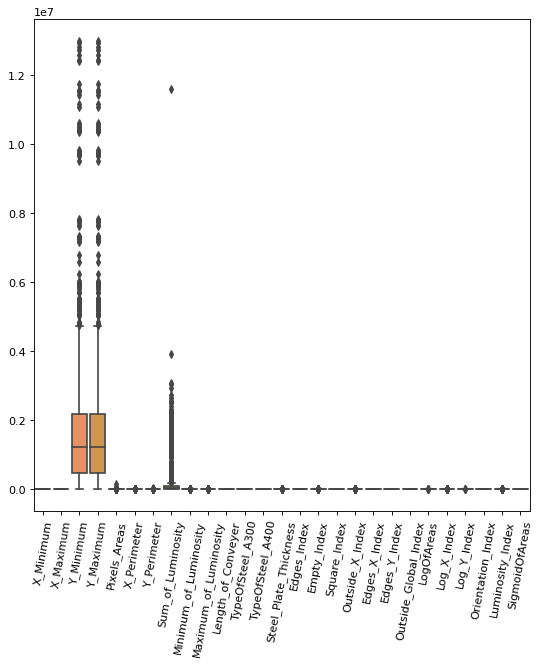 1e7
1.2
1.0
0.8
0.6
0.4
0.2
0.0
X_Minimum
X_Maximum
Y_Minimum
Y_Maximum
Pixels_Areas
X_Perimeter
Y_Perimeter
Sum_of_Luminosity
Minimum_of_Luminosity
Maximum_of_Luminosity
Length_of_Conveyer
TypeOfSteel_A300
TypeOfSteel_A400
Steel_Plate_Thickness
Edges_Index
Empty_Index
Square_Index
Outside_X_Index
Edges_X_Index
Edges_Y_Index
Outside_Global_Index
LogOfAreas
Log_X_Index
Log_Y_Index
Orientation_Index
Luminosity_Index
SigmoidOfAreas